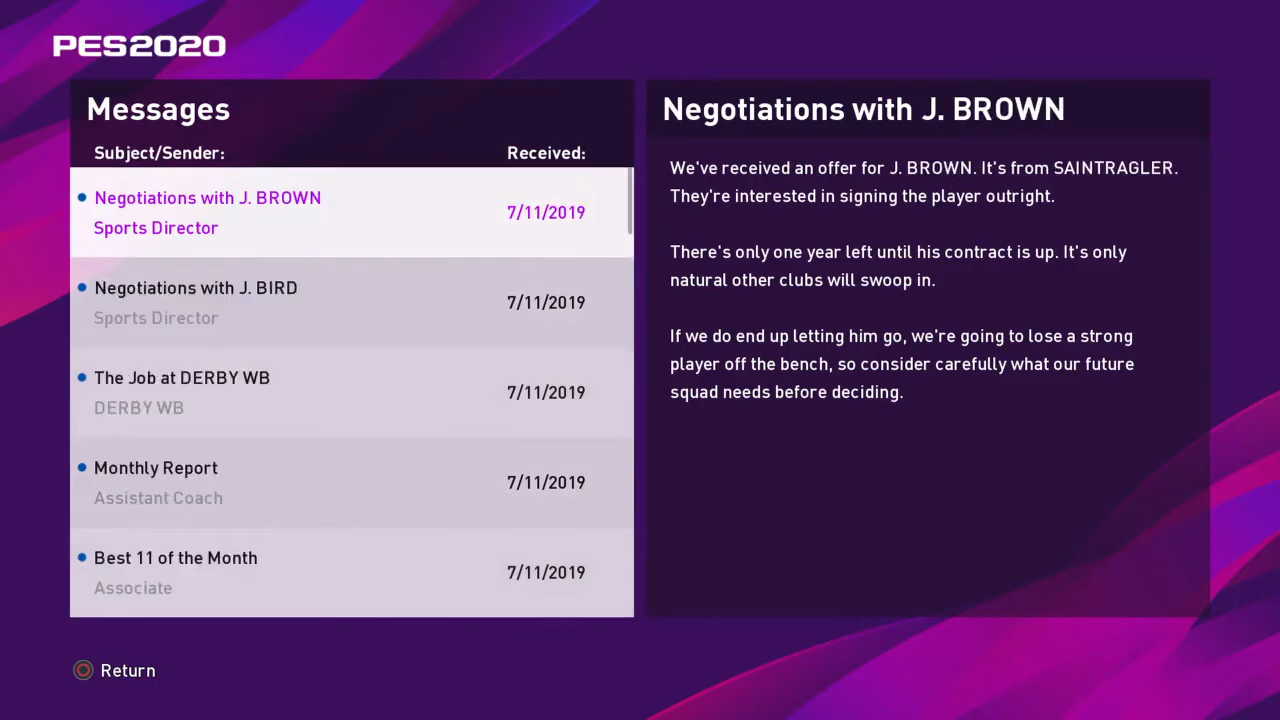 PES2020
Messages
Subject/Sender:
Received:
Negotiations with J. BROWN
Sports Director
7/11/2019
Negotiations with J. BIRD
Sports Director
7/11/2019
The Job at DERBY WB
DERBY WB
7/11/2019
Monthly Report
Assistant Coach
7/11/2019
Best 11 of the Month
Associate
7/11/2019
Negotiations with J. BROWN
We've received an offer for J. BROWN. It's from SAINTRAGLER.
They're interested in signing the player outright.
There's only one year left until his contract is up. It's only
natural other clubs will swoop in.
If we do end up letting him go, we're going to lose a strong
player off the bench, so consider carefully what our future
squad needs before deciding.
Return